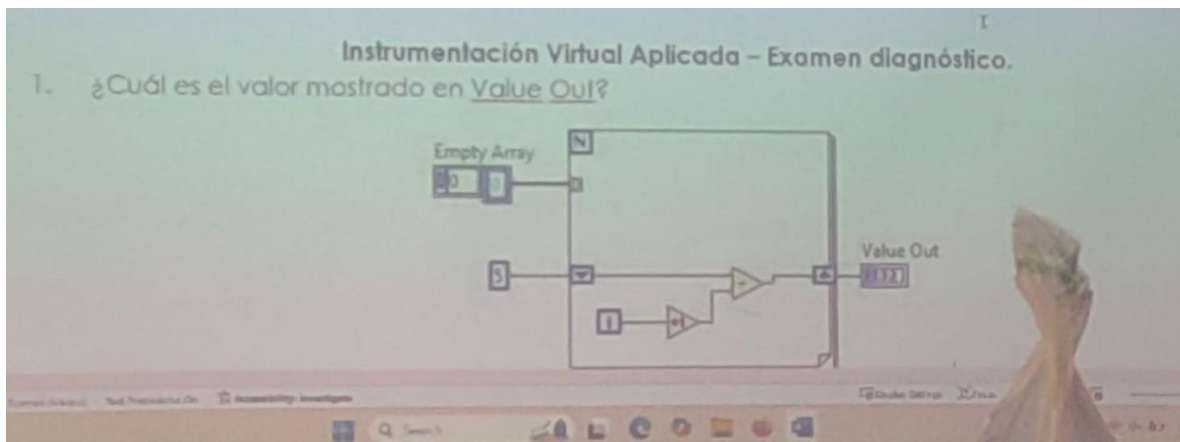 Instrumentación Virtual Aplicada – Examen diagnóstico.
1. ¿Cuál es el valor mostrado en Value Out?
N
Empty Array
Value Out
5
i
Search